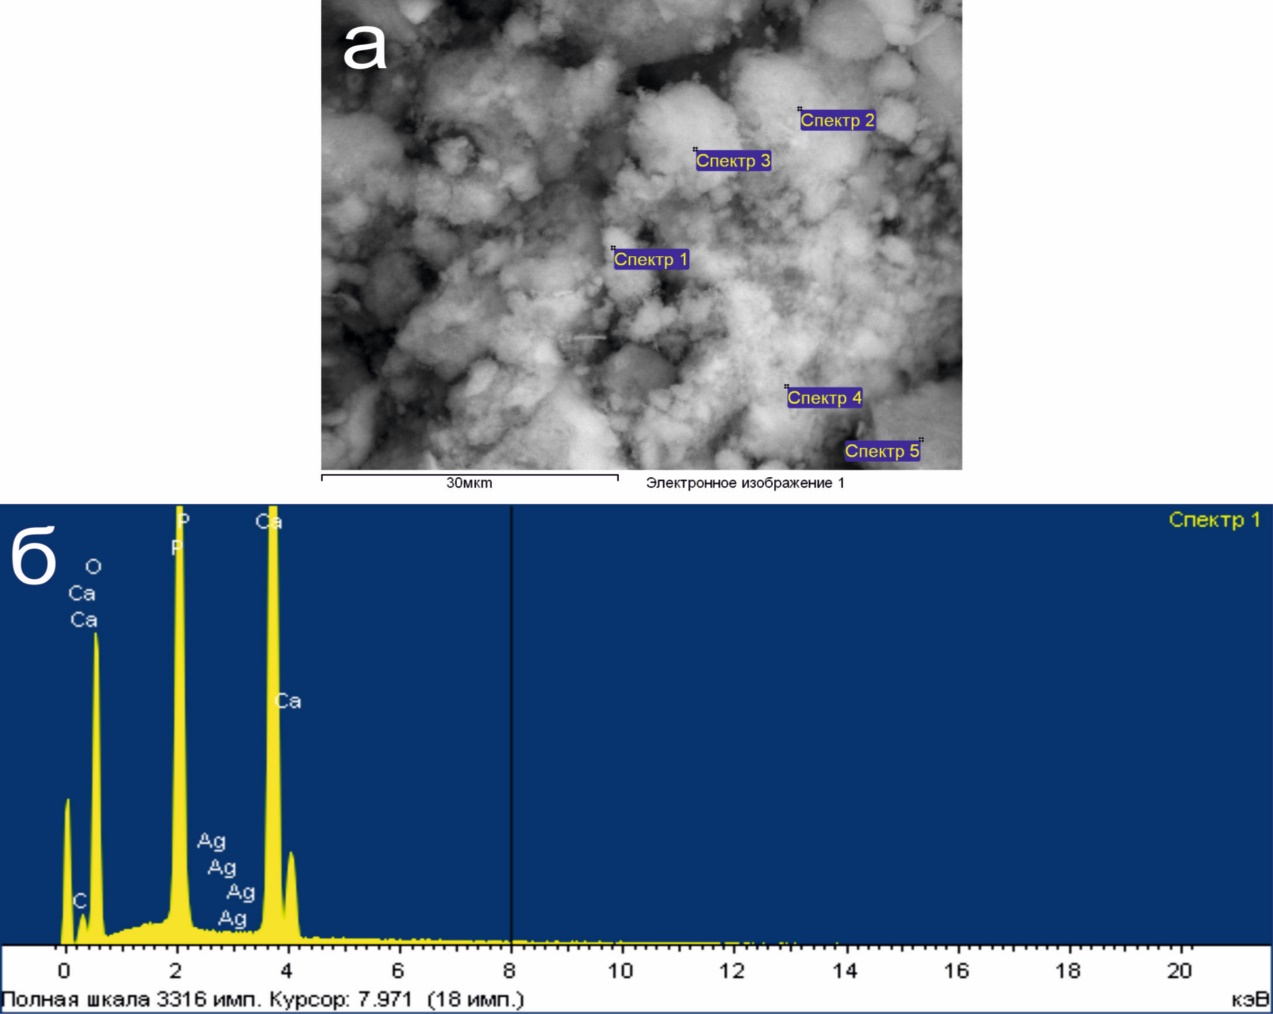 а
Спектр 2
Спектр 3
Спектр 1
Спектр 4
Спектр 5
30мкm
Электронное изображение 1
б
Спектр 1
P
Ca
P
O
Ca
Ca
Ca
Ag
Ag
C
Ag
Ag
0 2 4 6 8 10 12 14 16 18 20
Полная шкала 3316 имп. Курсор: 7.971 (18 имп.)
кэВ